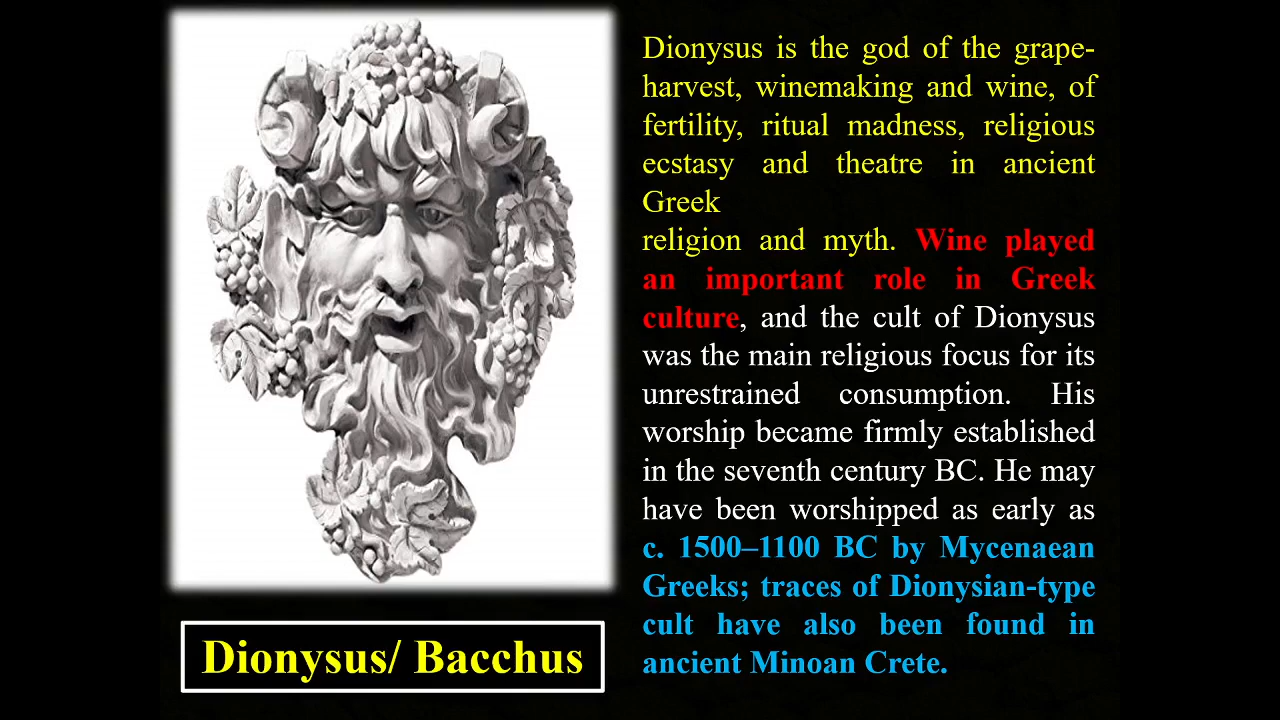 Dionysus is the god of the grape-
harvest, winemaking and wine, of
fertility, ritual madness, religious
ecstasy and theatre in ancient
Greek
religion and myth. Wine played
an important role in Greek
culture, and the cult of Dionysus
was the main religious focus for its
unrestrained consumption. His
worship became firmly established
in the seventh century BC. He may
have been worshipped as early as
c. 1500–1100 BC by Mycenaean
Greeks; traces of Dionysian-type
cult have also been found in
ancient Minoan Crete.
Dionysus/ Bacchus